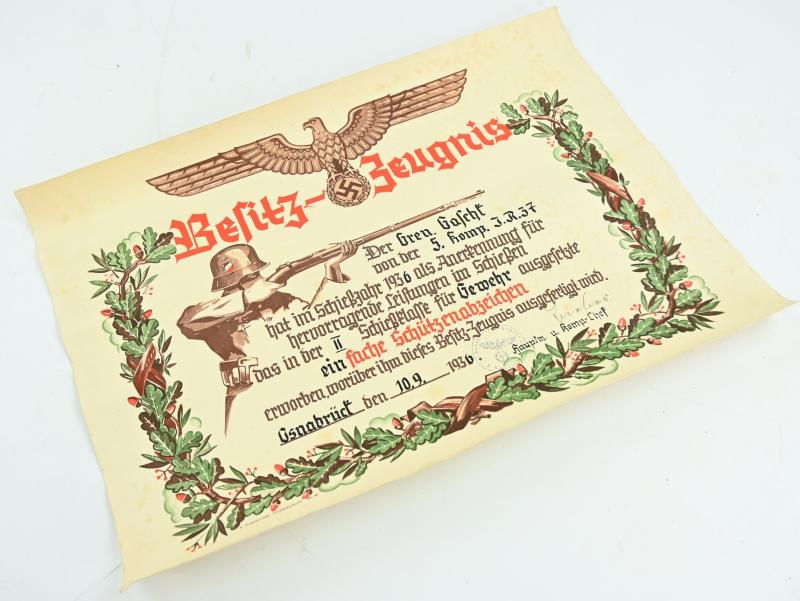 Besitz-Zeugnis
Der Gren. Gaschk
von der 5. Komp. I.R.37
hat im Schießjahr 1936 als Anerkennung für
hervorragende Leistungen im Schießen
das in der II Schießklasse für Gewehr ausgesetzte
ein fache Schützenabzeichen
erworben, worüber ihm dieses Besitz-Zeugnis ausgefertigt wird.
Osnabrück den 10.9. 1936
Hauptm. u. Komp.-Chef